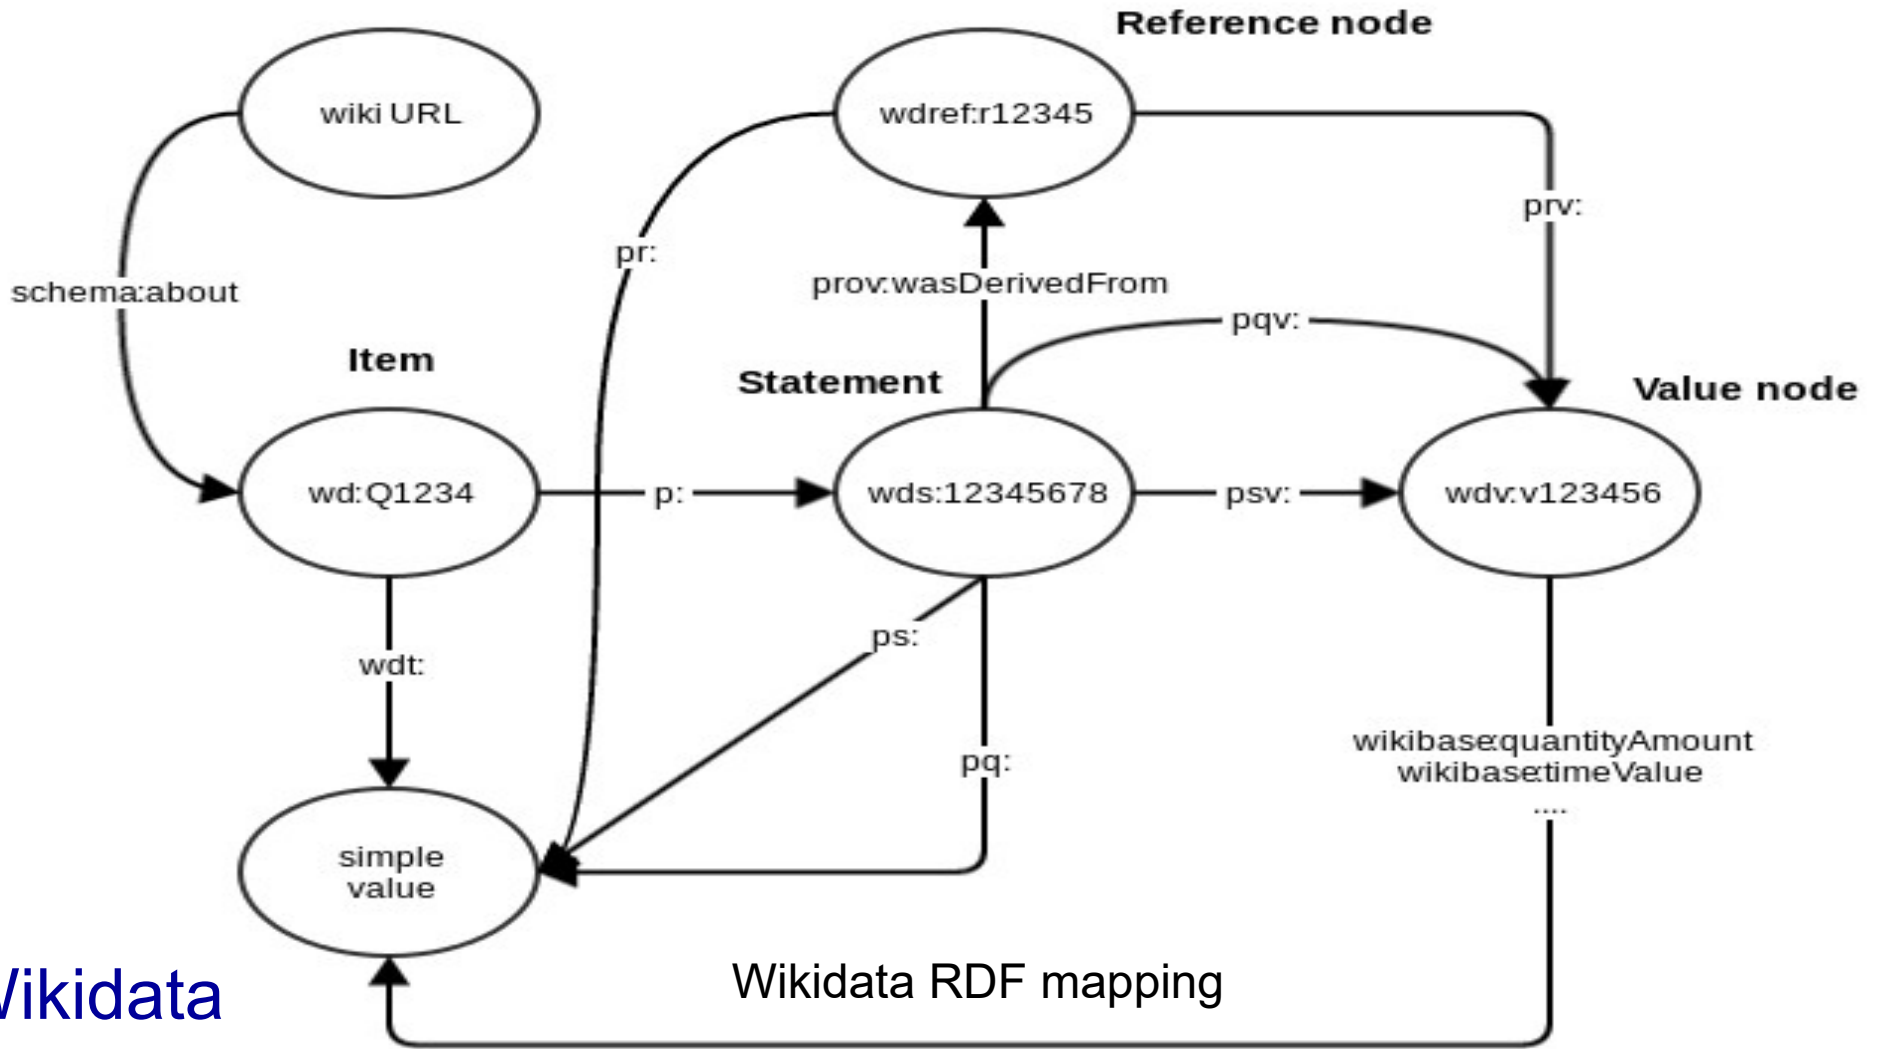 Reference node
wiki URL
wdref:r12345
prv:
pr:
prov:wasDerivedFrom
schema:about
pqv:
Item
Statement
Value node
wd:Q1234
p:
wds:12345678
psv:
wdv:v123456
ps:
wdt:
pq:
wikibase:quantityAmount
wikibase:timeValue
....
simple
value
Wikidata RDF mapping
ikidata